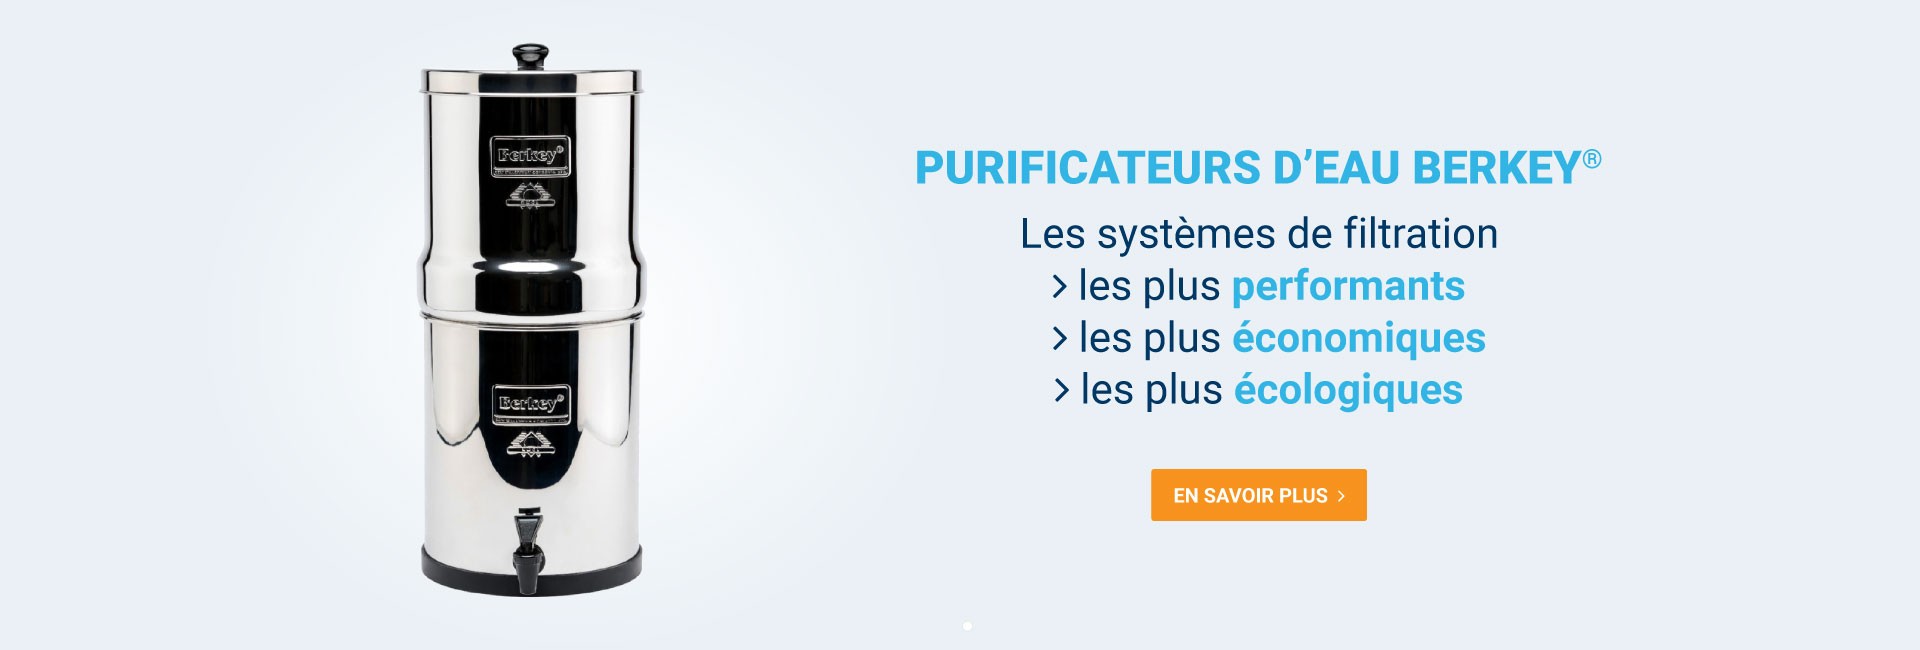 Berkey®
Berkey®
PURIFICATEURS D’EAU BERKEY®
Les systèmes de filtration
> les plus performants
> les plus économiques
> les plus écologiques
EN SAVOIR PLUS >